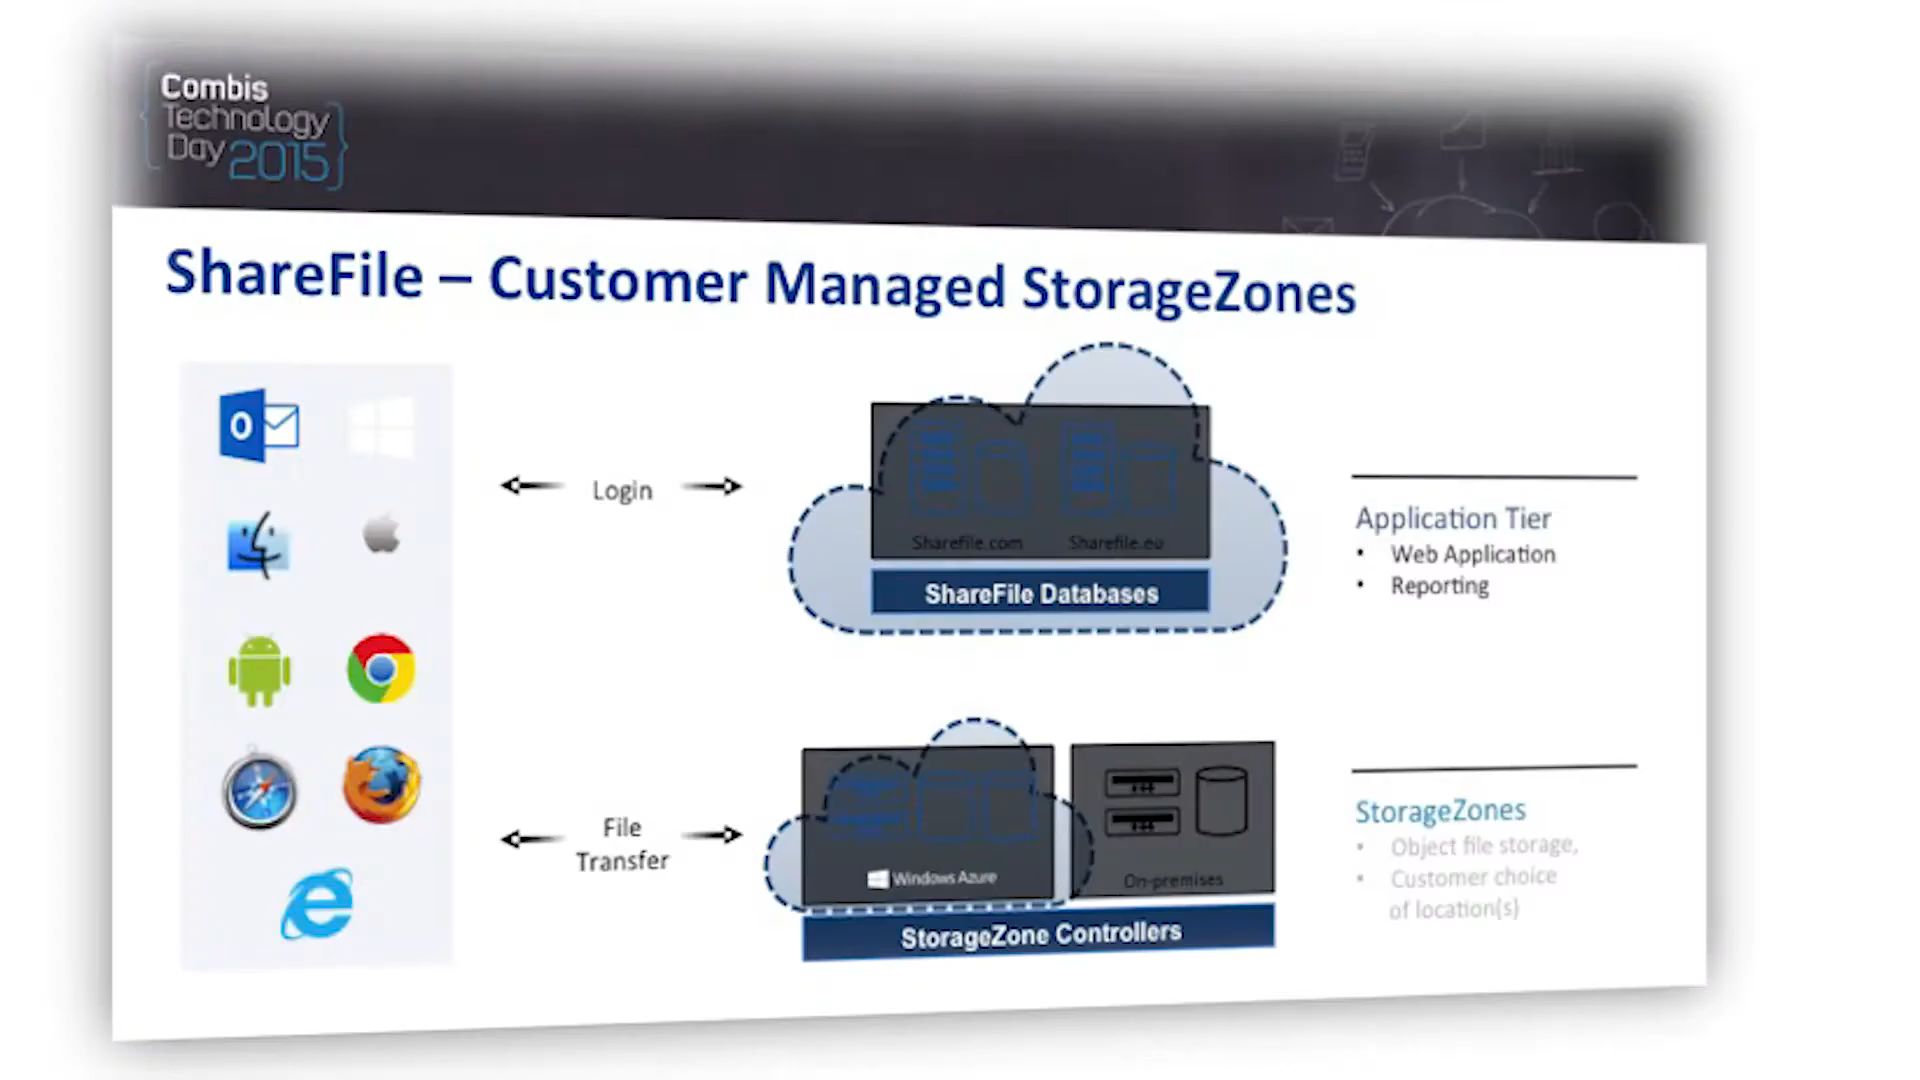 Combis
Technology
Day 2015
ShareFile – Customer Managed StorageZones
Login
Sharefile.com
Sharefile.eu
ShareFile Databases
Application Tier
• Web Application
• Reporting
File
Transfer
Windows Azure
On-premises
StorageZone Controllers
StorageZones
• Object file storage,
• Customer choice
of location(s)